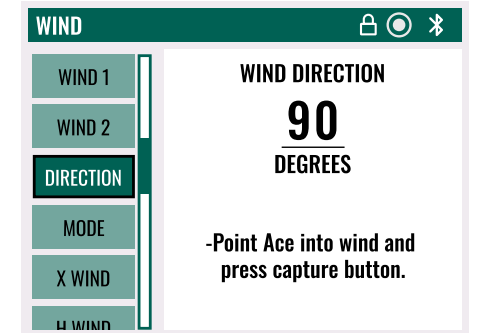 WIND
WIND 1
WIND 2
DIRECTION
MODE
X WIND
H WIND
WIND DIRECTION
90
DEGREES
-Point Ace into wind and
press capture button.